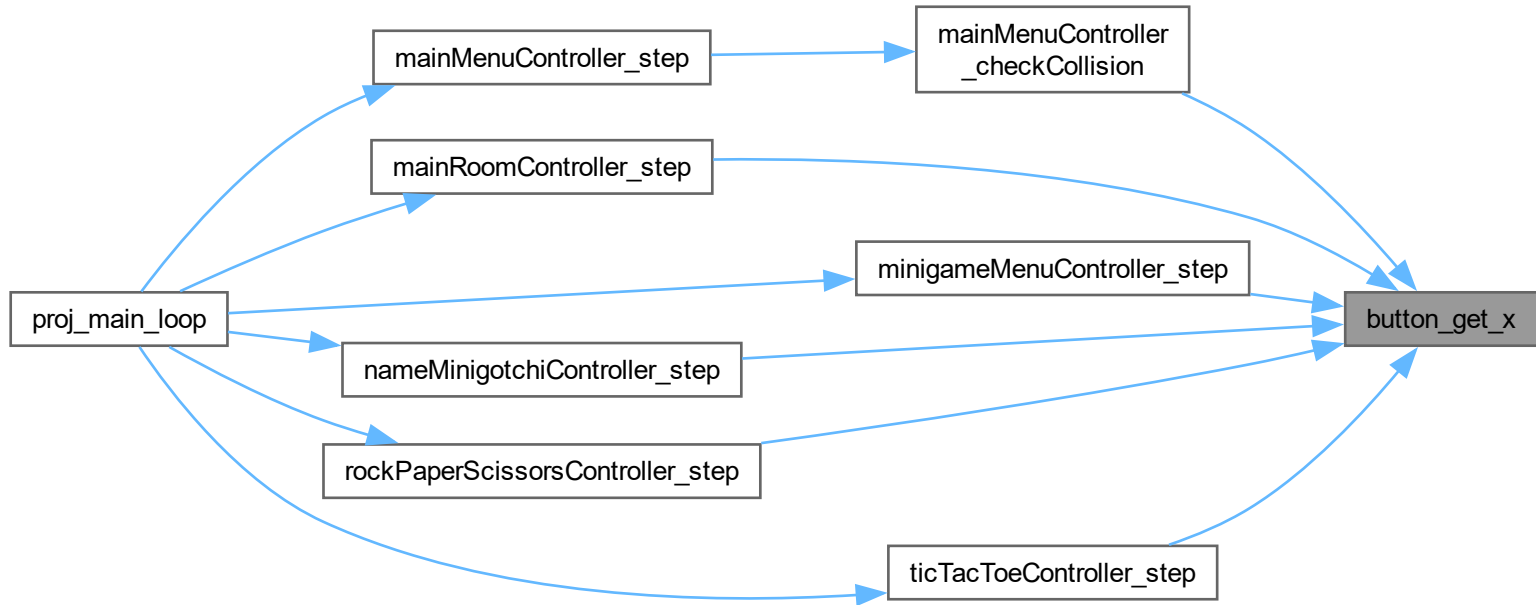 mainMenuController_step
mainMenuController
_checkCollision
mainRoomController_step
minigameMenuController_step
proj_main_loop
button_get_x
nameMinigotchiController_step
rockPaperScissorsController_step
ticTacToeController_step